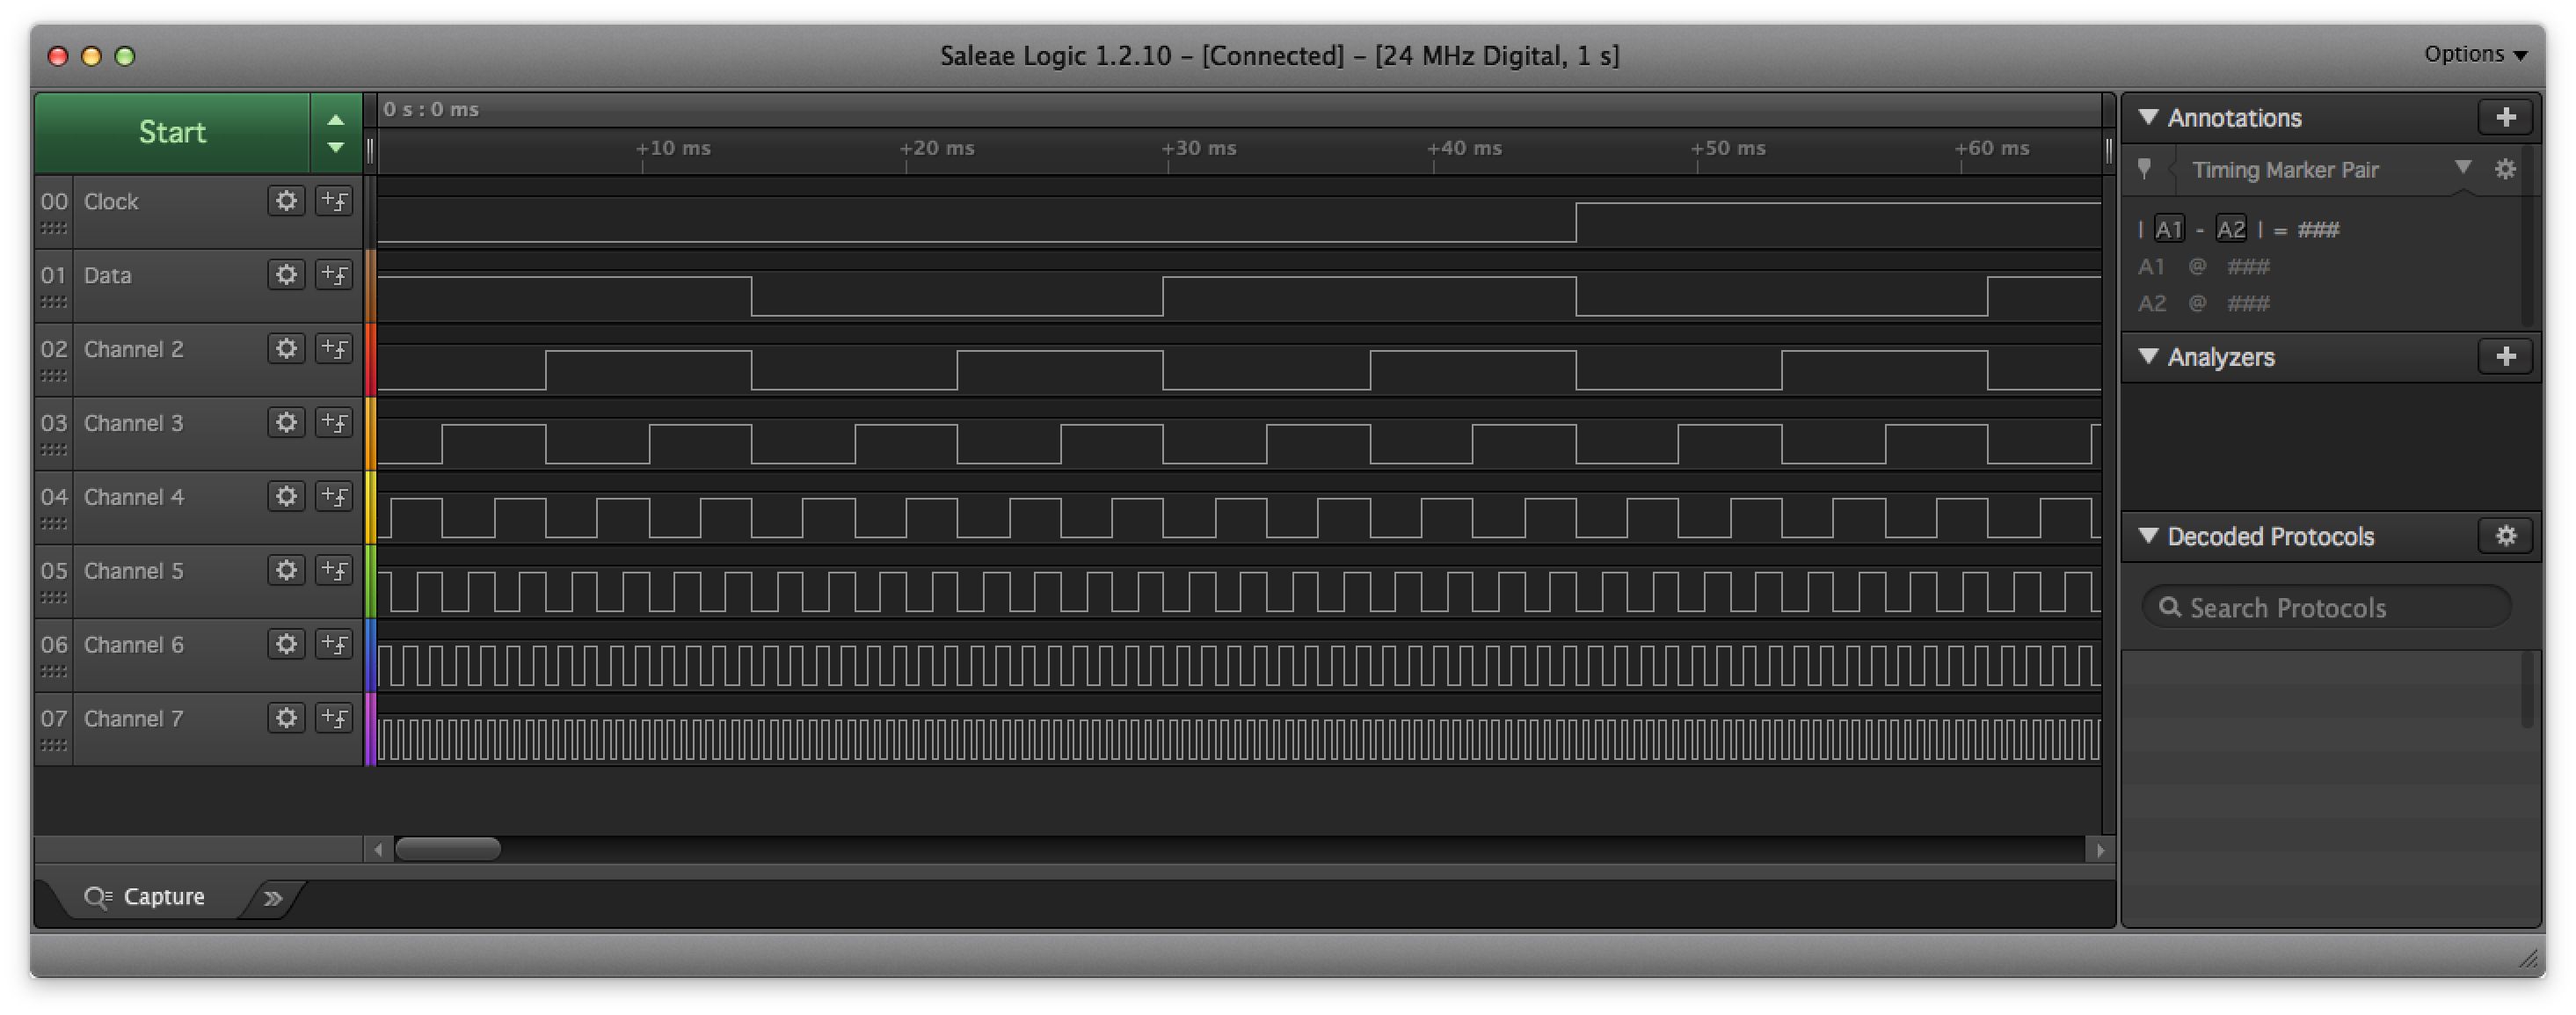 Saleae Logic 1.2.10 – [Connected] – [24 MHz Digital, 1 s]
Options
Start
0 s : 0 ms
+10 ms +20 ms +30 ms +40 ms +50 ms +60 ms
00 Clock
01 Data
02 Channel 2
03 Channel 3
04 Channel 4
05 Channel 5
06 Channel 6
07 Channel 7
Capture
Annotations
Timing Marker Pair
| A1 - A2 | = ###
A1 @ ###
A2 @ ###
Analyzers
Decoded Protocols
Search Protocols